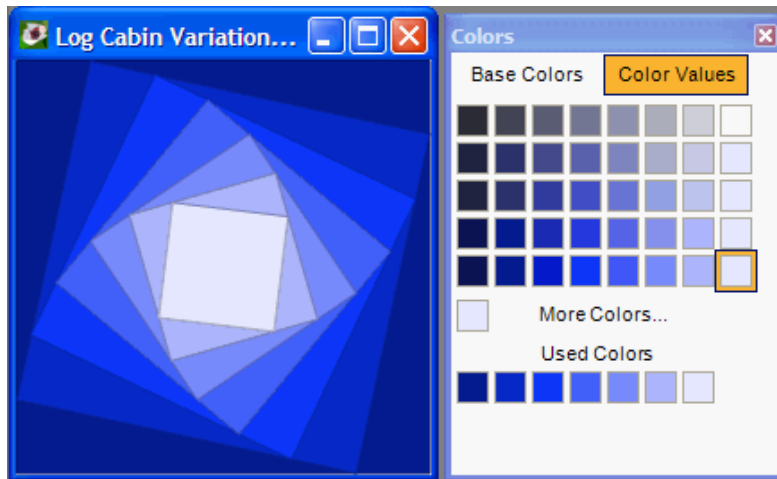 Log Cabin Variation...
Colors
Base Colors
Color Values
More Colors...
Used Colors